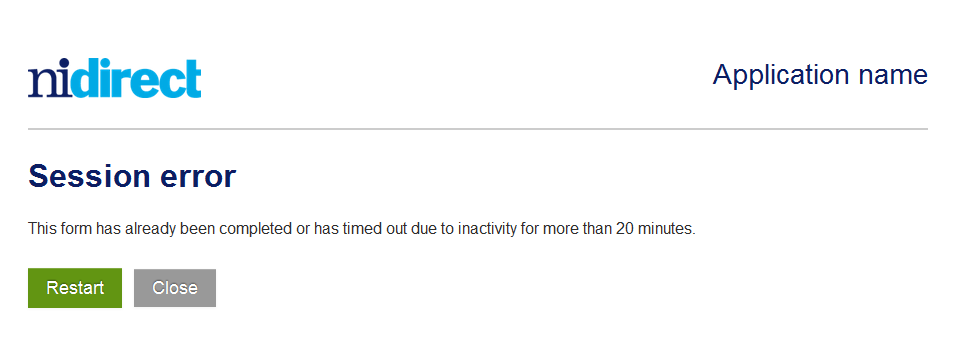 nidirect
Application name
Session error
This form has already been completed or has timed out due to inactivity for more than 20 minutes.
Restart
Close